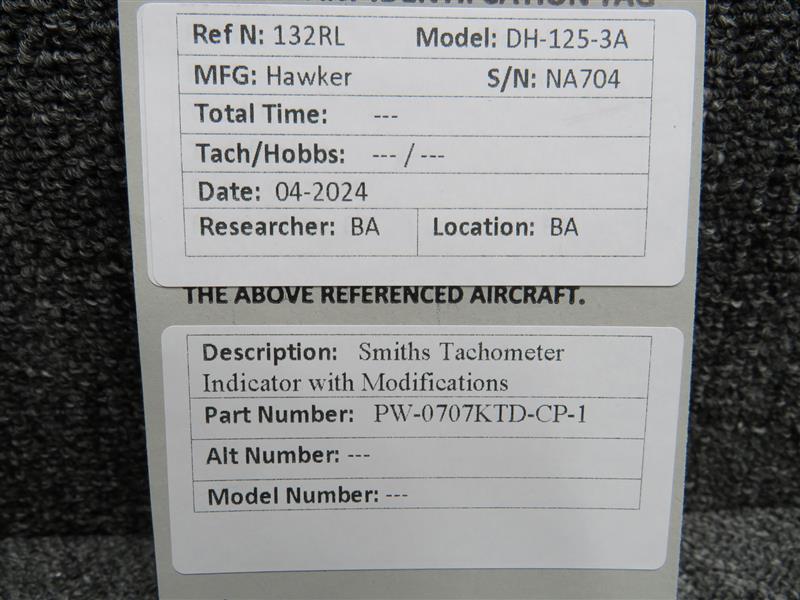 IDENTIFICATION TAG
Ref N: 132RL Model: DH-125-3A
MFG: Hawker S/N: NA704
Total Time: ---
Tach/Hobbs: --- / ---
Date: 04-2024
Researcher: BA Location: BA
THE ABOVE REFERENCED AIRCRAFT.
Description: Smiths Tachometer
Indicator with Modifications
Part Number: PW-0707KTD-CP-1
Alt Number: ---
Model Number: ---